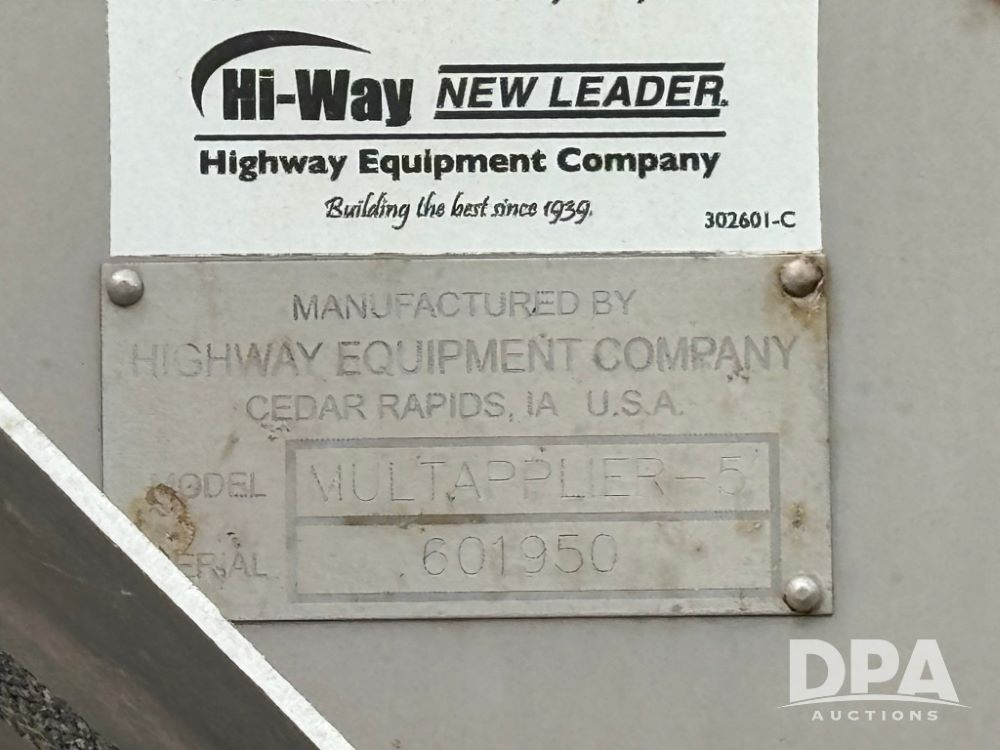 Hi-Way NEW LEADER®
Highway Equipment Company
Building the best since 1939.
302601-C
MANUFACTURED BY
HIGHWAY EQUIPMENT COMPANY
CEDAR RAPIDS, IA U.S.A.
MODEL MULTAPPLIER-5
SERIAL 601950
DPA
AUCTIONS